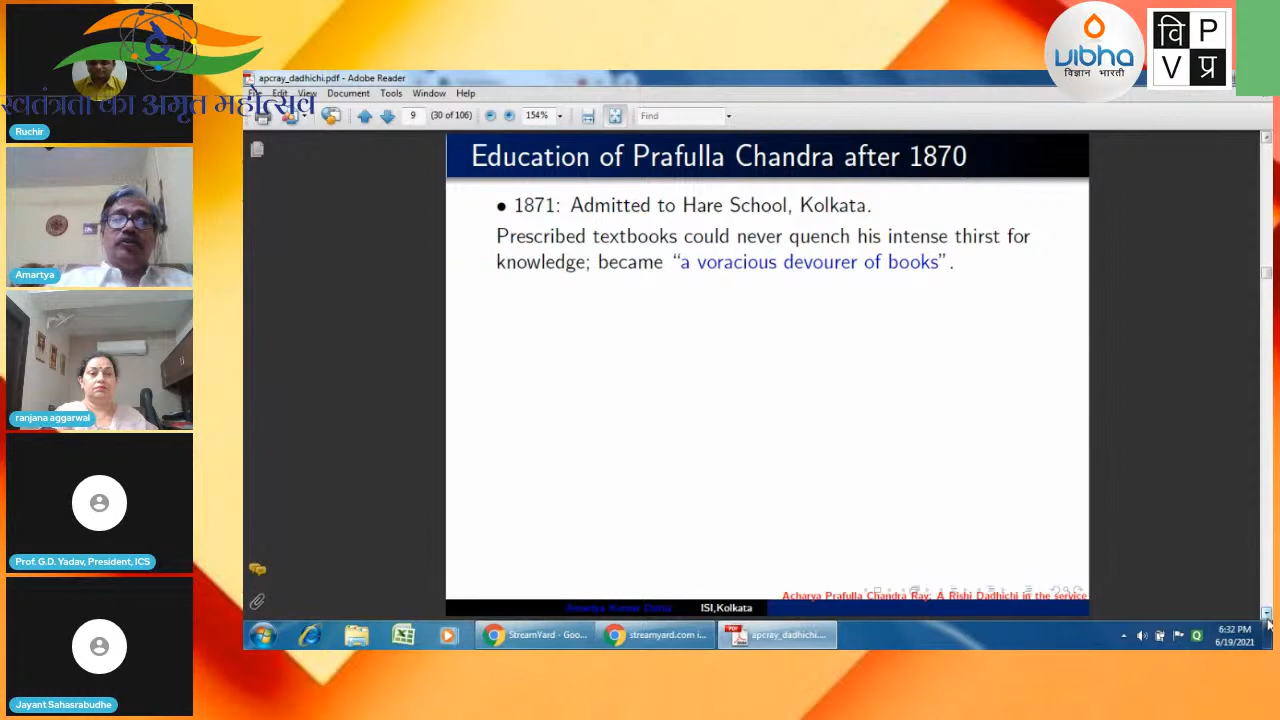 स्वतंत्रता का अमृत महोत्सव
Ruchir
Amartya
ranjana aggarwal
Prof. G.D. Yadav, President, ICS
Jayant Sahasrabudhe
vibha
विज्ञान भारती
वि P
V प्र
apcray_dadhichi.pdf - Adobe Reader
Edit View Document Tools Window Help
9 (30 of 106) 154% Find
Education of Prafulla Chandra after 1870
• 1871: Admitted to Hare School, Kolkata.
Prescribed textbooks could never quench his intense thirst for
knowledge; became “a voracious devourer of books”.
Acharya Prafulla Chandra Ray: A Rishi Dadhichi in the service
Amartya Kumar Dutta ISI,Kolkata
StreamYard - Goo... streamyard.com i... apcray_dadhichi....
6:32 PM
6/19/2021